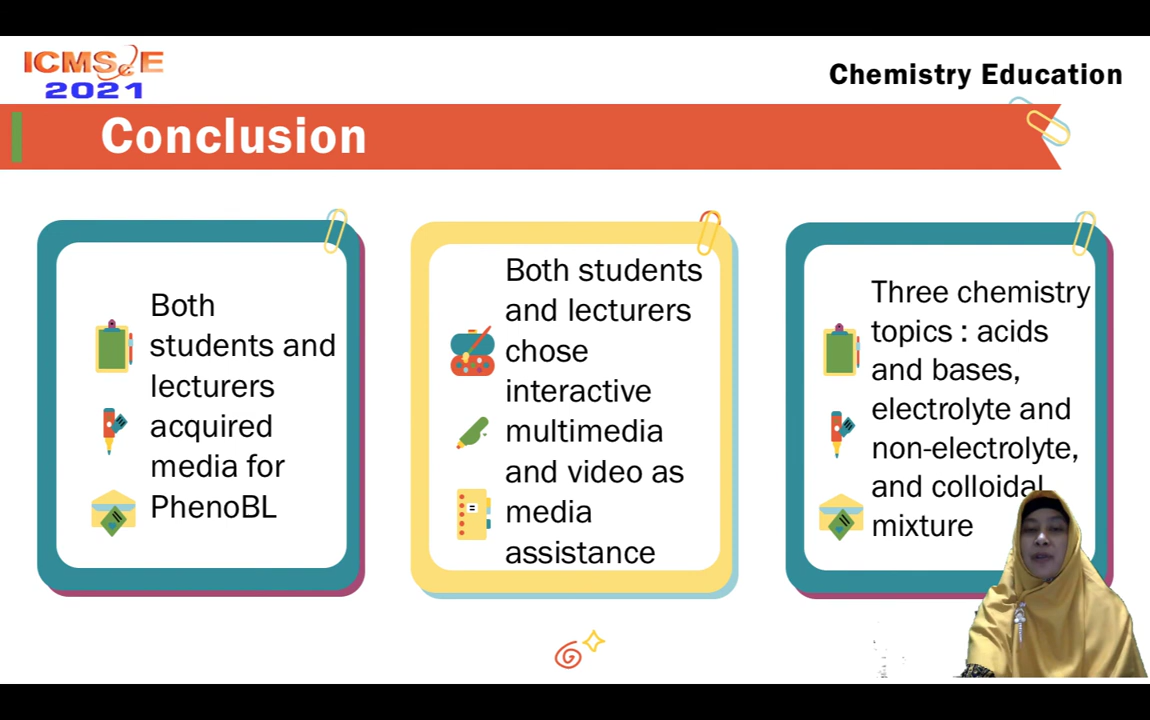 ICMScE
2021
Chemistry Education
Conclusion
Both
students and
lecturers
acquired
media for
PhenoBL
Both students
and lecturers
chose
interactive
multimedia
and video as
media
assistance
Three chemistry
topics : acids
and bases,
electrolyte and
non-electrolyte,
and colloidal
mixture